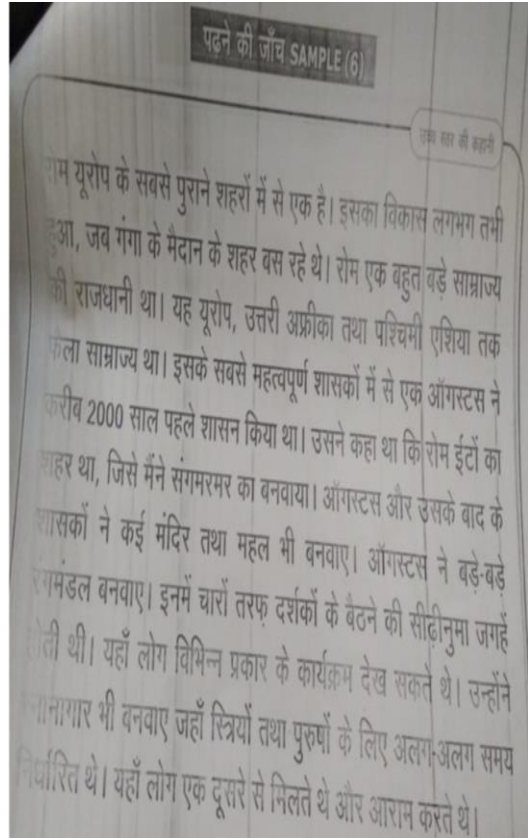 पढ़ने की जाँच SAMPLE (6)
उच्च स्तर की कहानी
रोम यूरोप के सबसे पुराने शहरों में से एक है। इसका विकास लगभग तभी
हुआ, जब गंगा के मैदान के शहर बस रहे थे। रोम एक बहुत बड़े साम्राज्य
की राजधानी था। यह यूरोप, उत्तरी अफ्रीका तथा पश्चिमी एशिया तक
फैला साम्राज्य था। इसके सबसे महत्वपूर्ण शासकों में से एक ऑगस्टस ने
करीब 2000 साल पहले शासन किया था। उसने कहा था कि रोम ईंटों का
शहर था, जिसे मैंने संगमरमर का बनवाया। ऑगस्टस और उसके बाद के
शासकों ने कई मंदिर तथा महल भी बनवाए। ऑगस्टस ने बड़े-बड़े
रंगमंडल बनवाए। इनमें चारों तरफ़ दर्शकों के बैठने की सीढ़ीनुमा जगहें
होती थी। यहाँ लोग विभिन्न प्रकार के कार्यक्रम देख सकते थे। उन्होंने
स्नानागार भी बनवाए जहाँ स्त्रियों तथा पुरुषों के लिए अलग-अलग समय
निर्धारित थे। यहाँ लोग एक दूसरे से मिलते थे और आराम करते थे।